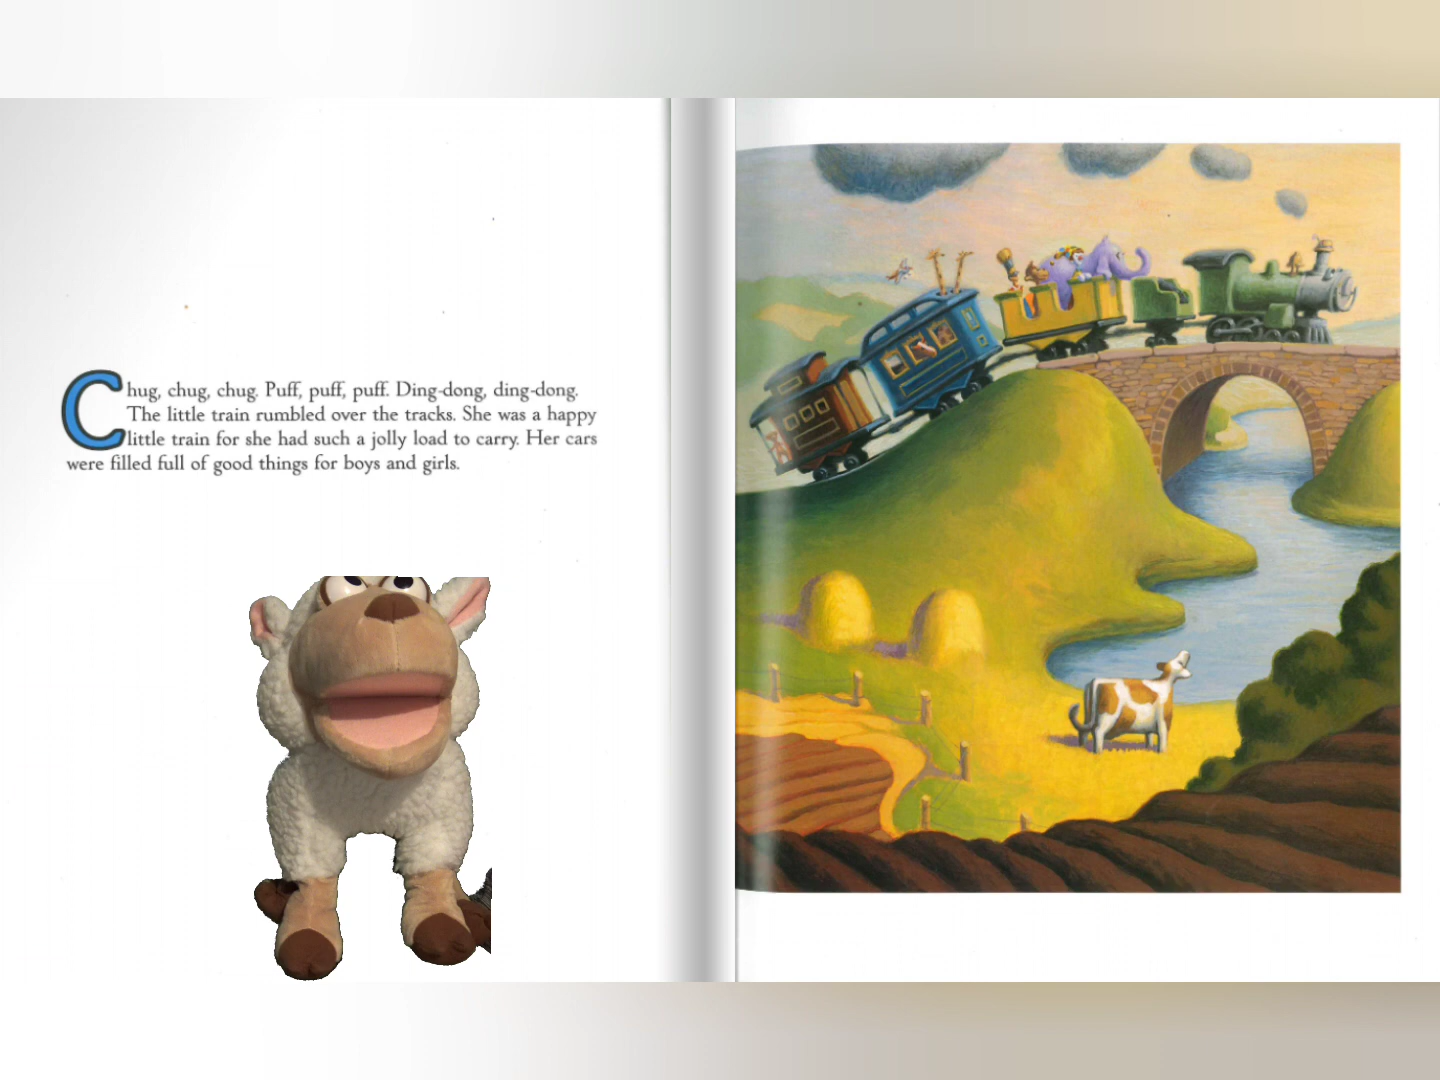 Chug, chug, chug. Puff, puff, puff. Ding-dong, ding-dong.
The little train rumbled over the tracks. She was a happy
little train for she had such a jolly load to carry. Her cars
were filled full of good things for boys and girls.